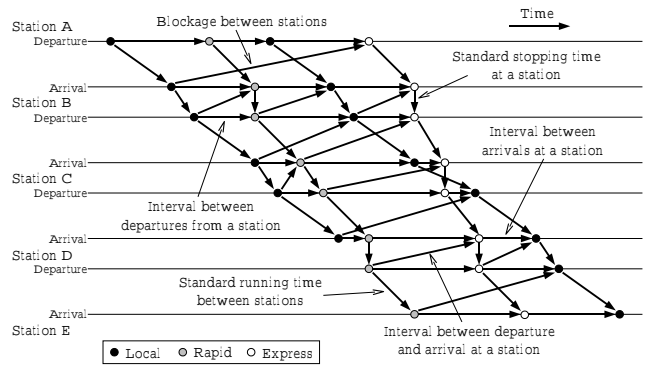 Station A
Departure
Blockage between stations
Time
Standard stopping time
at a station
Arrival
Station B
Departure
Interval between
arrivals at a station
Arrival
Station C
Departure
Interval between
departures from a station
Arrival
Station D
Departure
Standard running time
between stations
Arrival
Station E
Interval between departure
and arrival at a station
Local Rapid Express